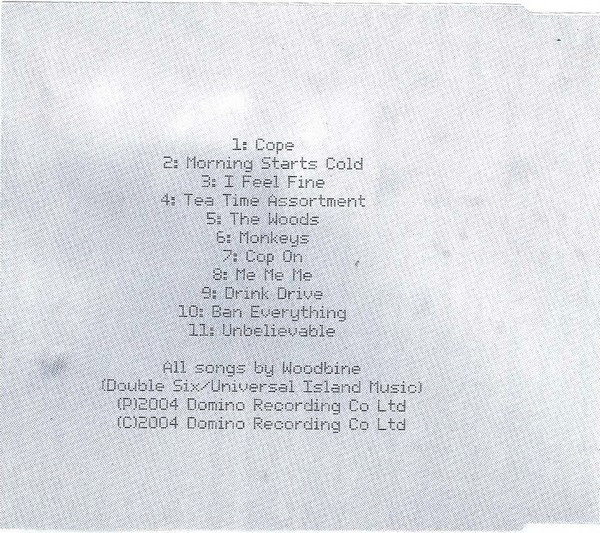 1: Cope
2: Morning Starts Cold
3: I Feel Fine
4: Tea Time Assortment
5: The Woods
6: Monkeys
7: Cop On
8: Me Me Me
9: Drink Drive
10: Ban Everything
11: Unbelievable
All songs by Woodbine
(Double Six/Universal Island Music)
(P)2004 Domino Recording Co Ltd
(C)2004 Domino Recording Co Ltd